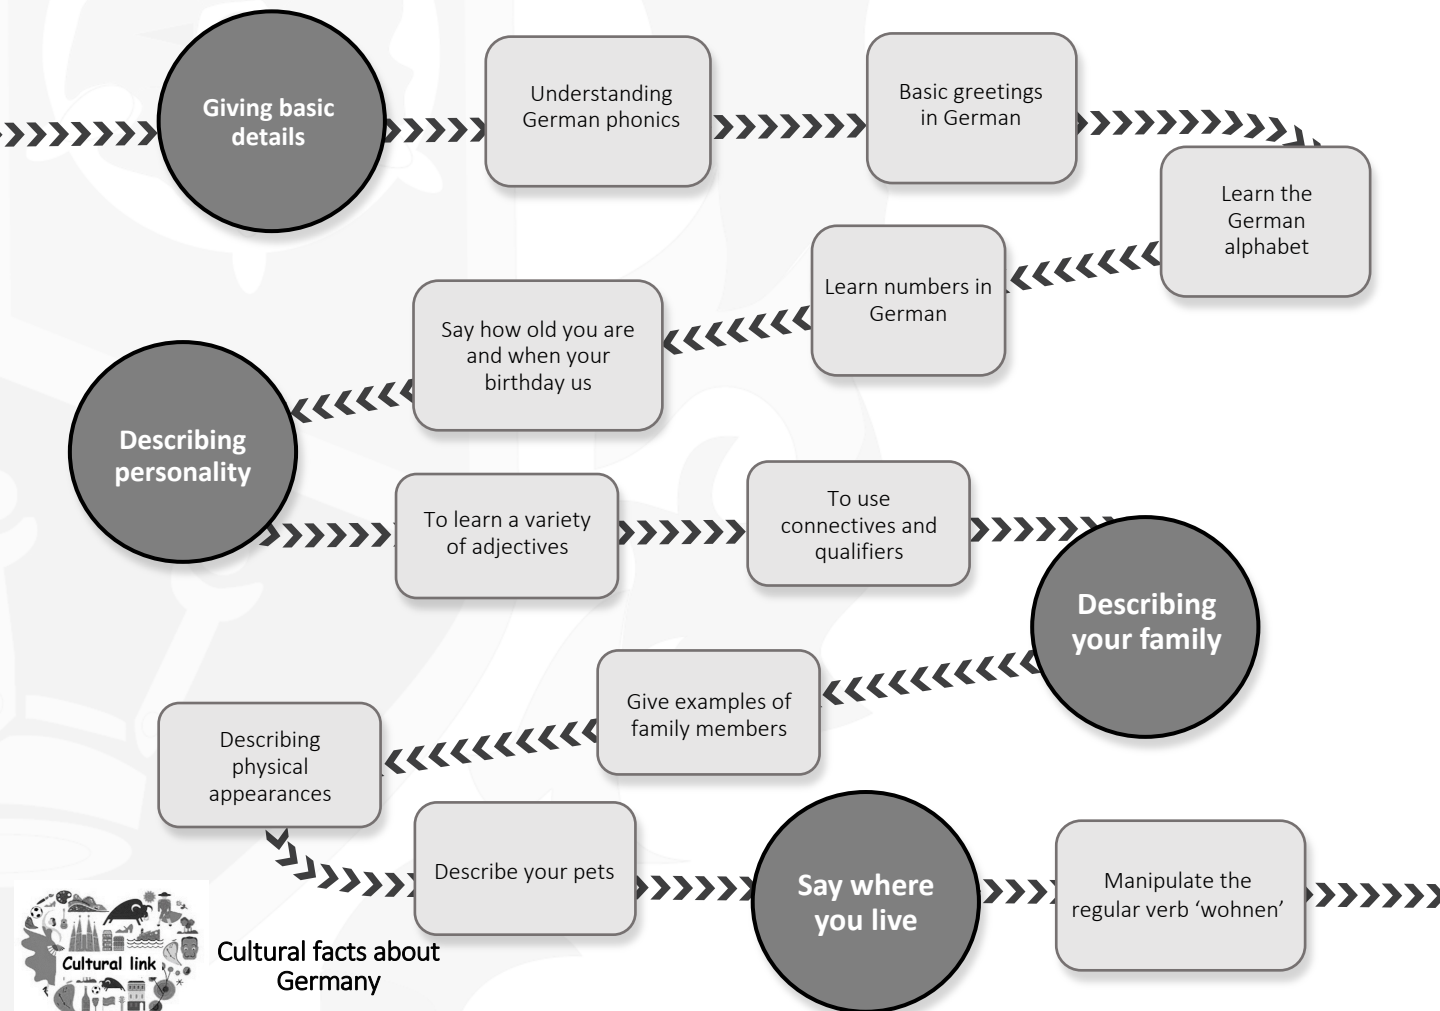 Giving basic
details
Understanding
German phonics
Basic greetings
in German
Learn the
German
alphabet
Learn numbers in
German
Say how old you are
and when your
birthday us
Describing
personality
To learn a variety
of adjectives
To use
connectives and
qualifiers
Describing
your family
Give examples of
family members
Describing
physical
appearances
Describe your pets
Say where
you live
Manipulate the
regular verb ‘wohnen’
Cultural link
Cultural facts about
Germany